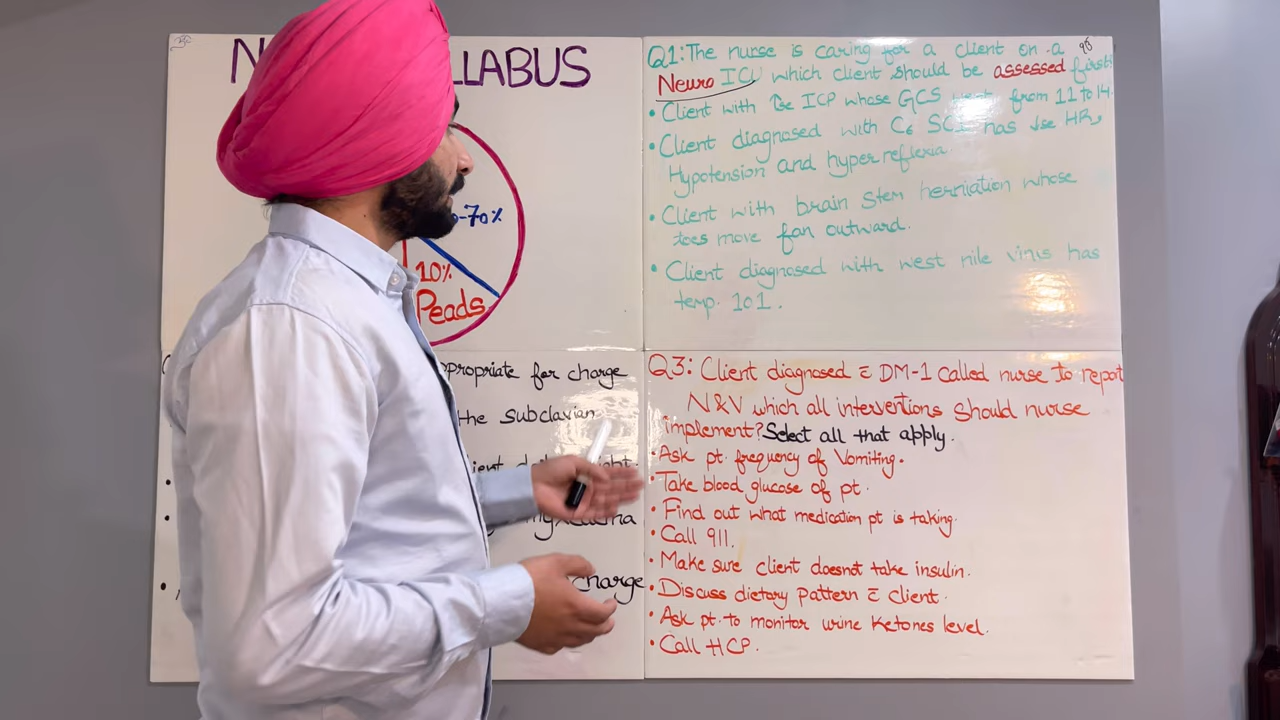 N LLABUS
-70%
10%
Peads
Q1: The nurse is caring for a client on a
Neuro ICU which client should be assessed first?
• Client with ↑se ICP whose GCS went from 11 to 14.
• Client diagnosed with C6 SCI has ↓se HR,
Hypotension and hyperreflexia.
• Client with brain stem herniation whose
toes move fan outward.
• Client diagnosed with west nile virus has
temp. 101.
propriate for charge
the subclavian
charge
Q3: Client diagnosed c̄ DM-1 called nurse to report
N&V which all interventions should nurse
implement? Select all that apply.
• Ask pt. frequency of Vomiting.
• Take blood glucose of pt.
• Find out what medication pt is taking.
• Call 911.
• Make sure client doesnot take insulin.
• Discuss dietary pattern c̄ client.
• Ask pt. to monitor urine Ketones level.
• Call HCP.